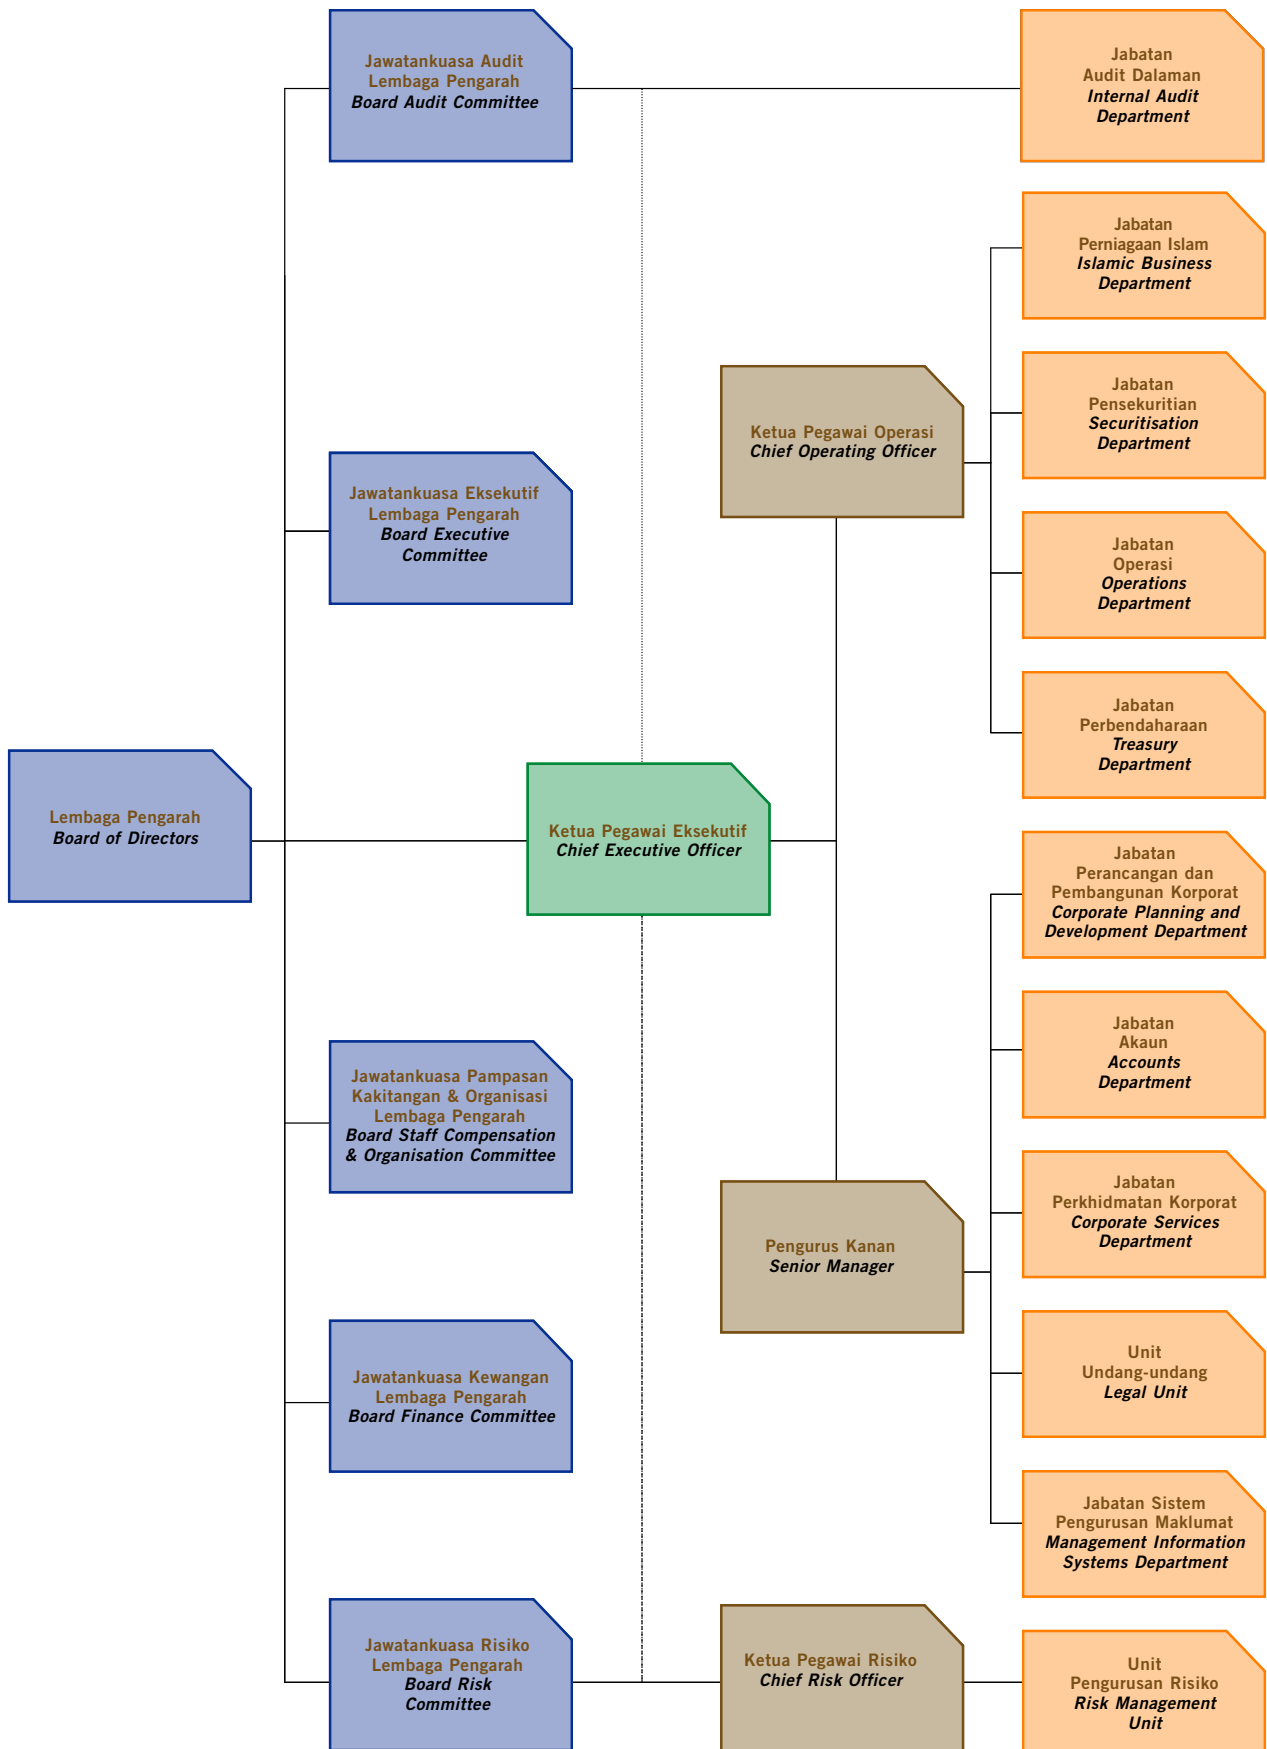 Jawatankuasa Audit
Lembaga Pengarah
Board Audit Committee
Jabatan
Audit Dalaman
Internal Audit
Department
Jabatan
Perniagaan Islam
Islamic Business
Department
Jabatan
Pensekuritian
Securitisation
Department
Ketua Pegawai Operasi
Chief Operating Officer
Jawatankuasa Eksekutif
Lembaga Pengarah
Board Executive
Committee
Jabatan
Operasi
Operations
Department
Jabatan
Perbendaharaan
Treasury
Department
Lembaga Pengarah
Board of Directors
Ketua Pegawai Eksekutif
Chief Executive Officer
Jabatan
Perancangan dan
Pembangunan Korporat
Corporate Planning and
Development Department
Jabatan
Akaun
Accounts
Department
Jawatankuasa Pampasan
Kakitangan & Organisasi
Lembaga Pengarah
Board Staff Compensation
& Organisation Committee
Jabatan
Perkhidmatan Korporat
Corporate Services
Department
Pengurus Kanan
Senior Manager
Unit
Undang-undang
Legal Unit
Jawatankuasa Kewangan
Lembaga Pengarah
Board Finance Committee
Jabatan Sistem
Pengurusan Maklumat
Management Information
Systems Department
Jawatankuasa Risiko
Lembaga Pengarah
Board Risk
Committee
Ketua Pegawai Risiko
Chief Risk Officer
Unit
Pengurusan Risiko
Risk Management
Unit